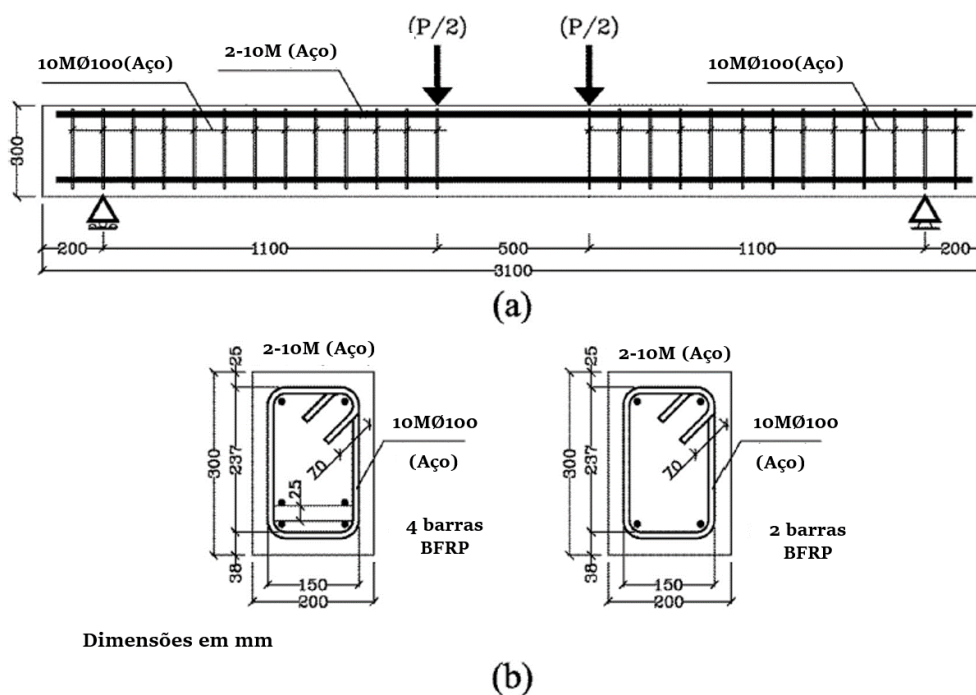 (P/2) (P/2)
2-10M (Aço)
10MØ100(Aço) 10MØ100(Aço)
300
200 1100 500 1100 200
3100
(a)
2-10M (Aço) 2-10M (Aço)
25 25
10MØ100 10MØ100
(Aço) (Aço)
300 237 70 300 237 70
25
4 barras 2 barras
BFRP BFRP
38 38
150 150
200 200
Dimensões em mm
(b)